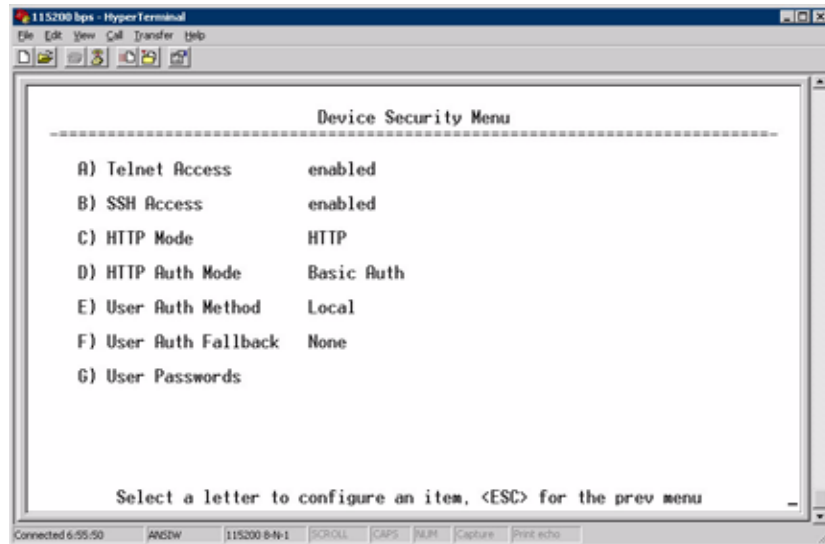 115200 bps - HyperTerminal
File Edit View Call Transfer Help
Device Security Menu
A) Telnet Access enabled
B) SSH Access enabled
C) HTTP Mode HTTP
D) HTTP Auth Mode Basic Auth
E) User Auth Method Local
F) User Auth Fallback None
G) User Passwords
Select a letter to configure an item, <ESC> for the prev menu
Connected 6:55:50 ANSIW 115200 8-N-1 SCROLL CAPS NUM Capture Print echo